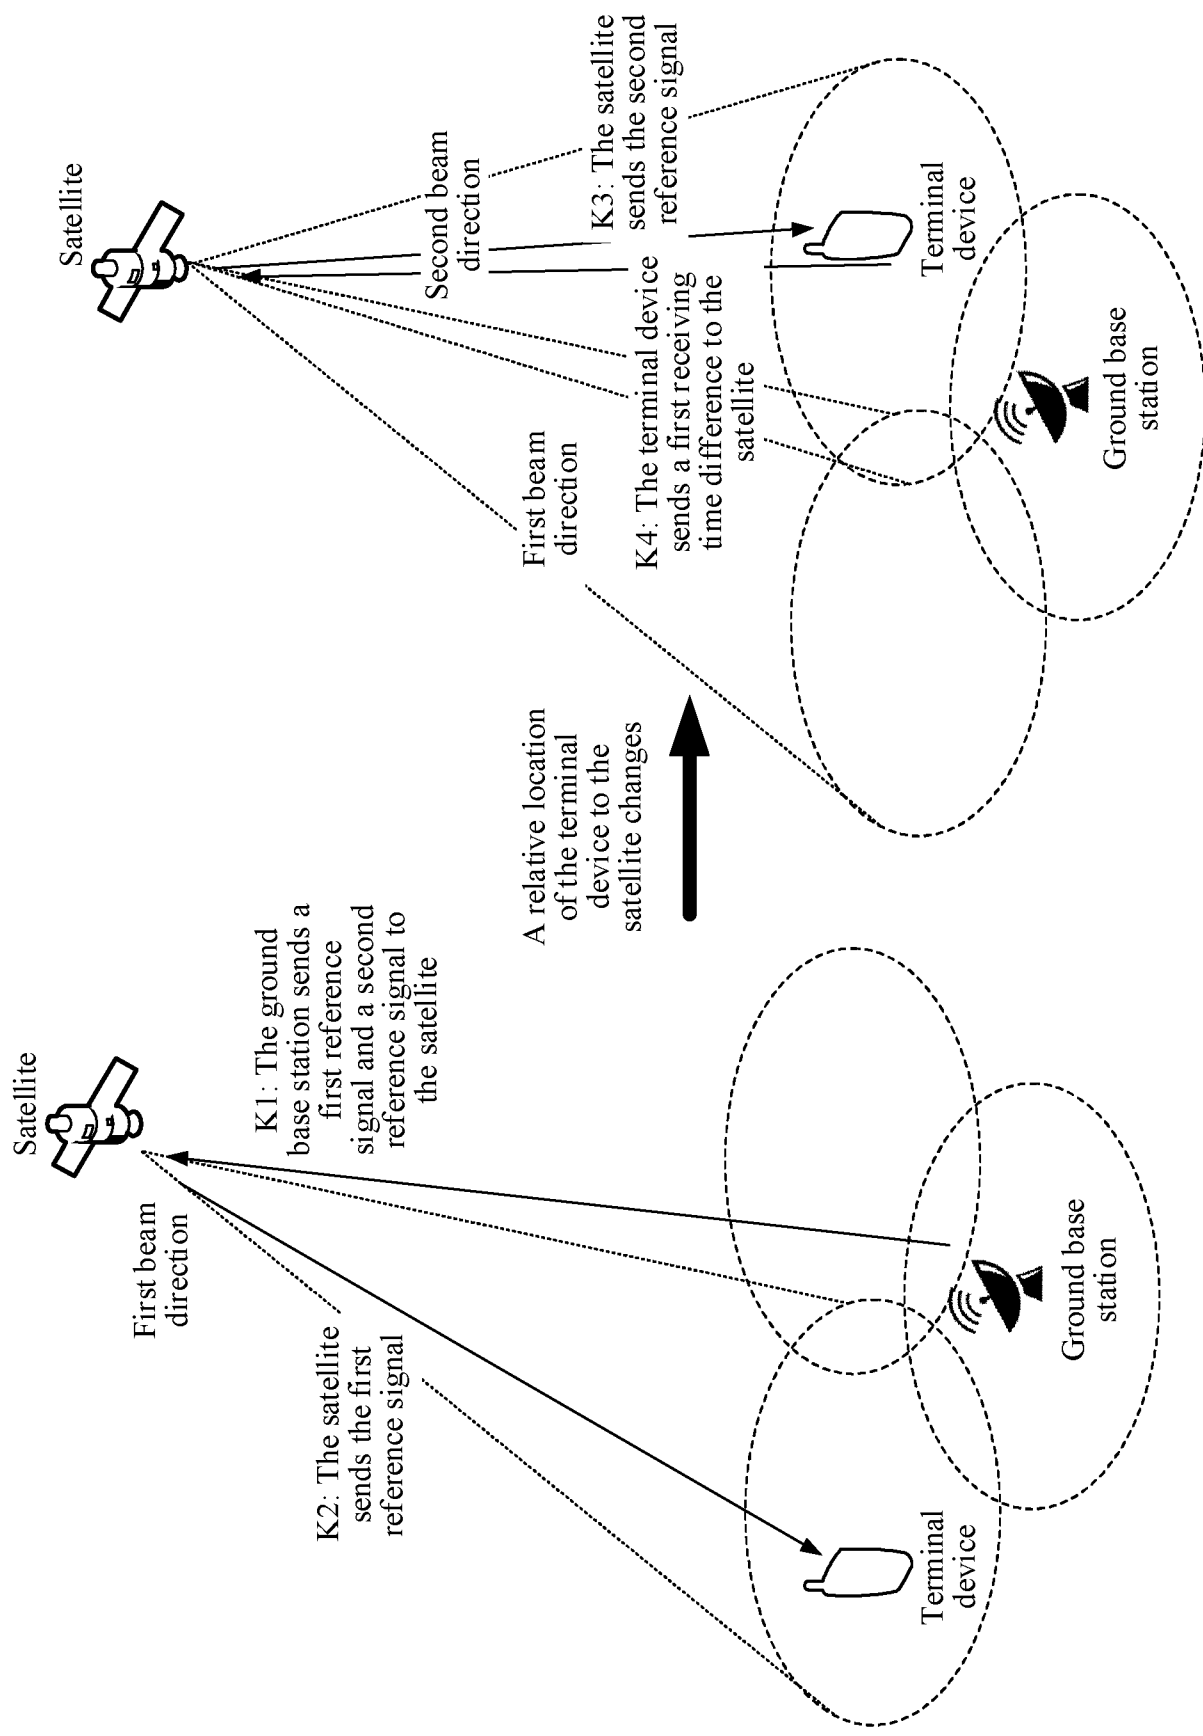 Satellite
First beam
direction
K1: The ground
base station sends a
first reference
signal and a second
reference signal to
the satellite
K2: The satellite
sends the first
reference signal
Terminal
device
Ground base
station
A relative location
of the terminal
device to the
satellite changes
Satellite
Second beam
direction
First beam
direction
K3: The satellite
sends the second
reference signal
K4: The terminal device
sends a first receiving
time difference to the
satellite
Terminal
device
Ground base
station